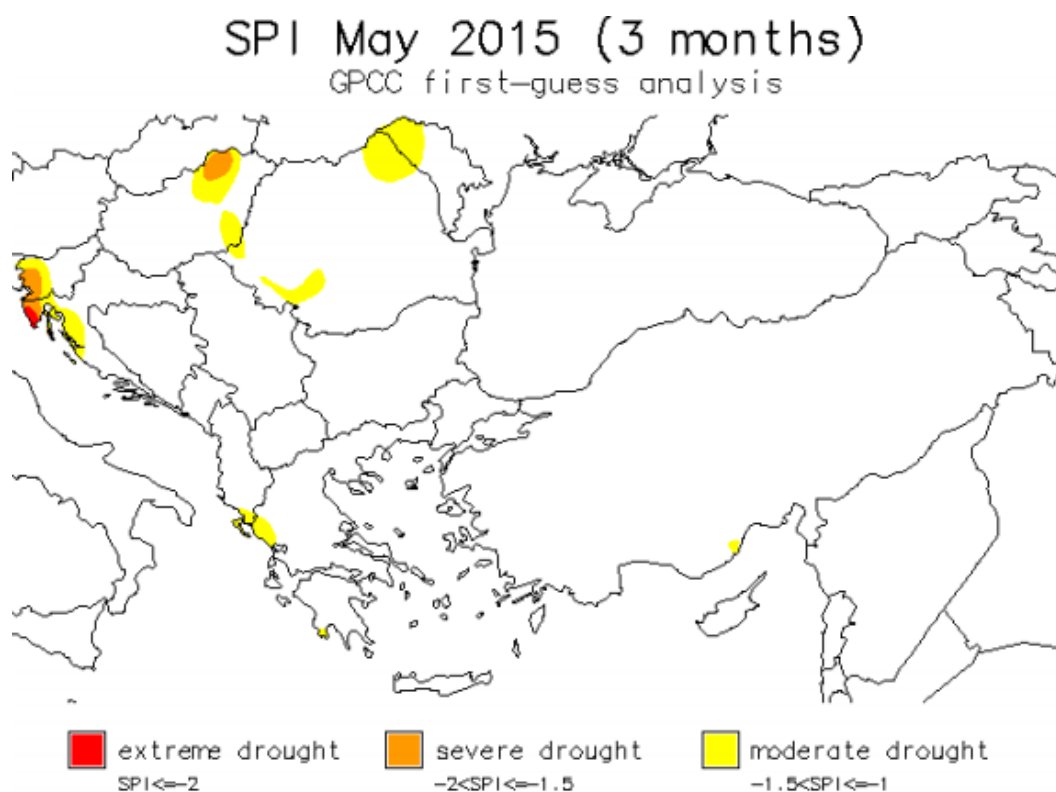 SPI May 2015 (3 months)
GPCC first-guess analysis
extreme drought
SPI<=-2
severe drought
-2<SPI<=-1.5
moderate drought
-1.5<SPI<=-1